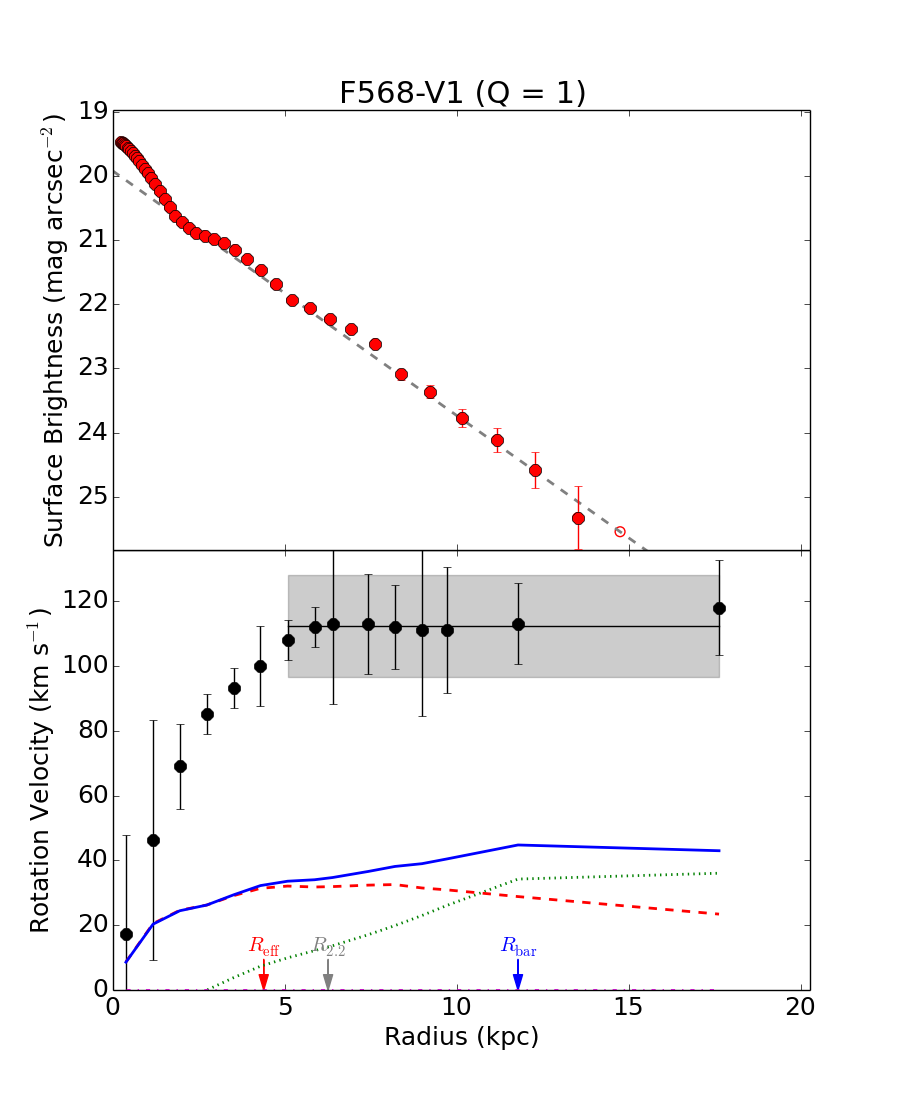 F568-V1 (Q = 1)
19
20
21
22
23
24
25
Surface Brightness (mag arcsec⁻²)
120
100
80
60
40
20
0
Rotation Velocity (km s⁻¹)
R_eff R_2.2 R_bar
0 5 10 15 20
Radius (kpc)